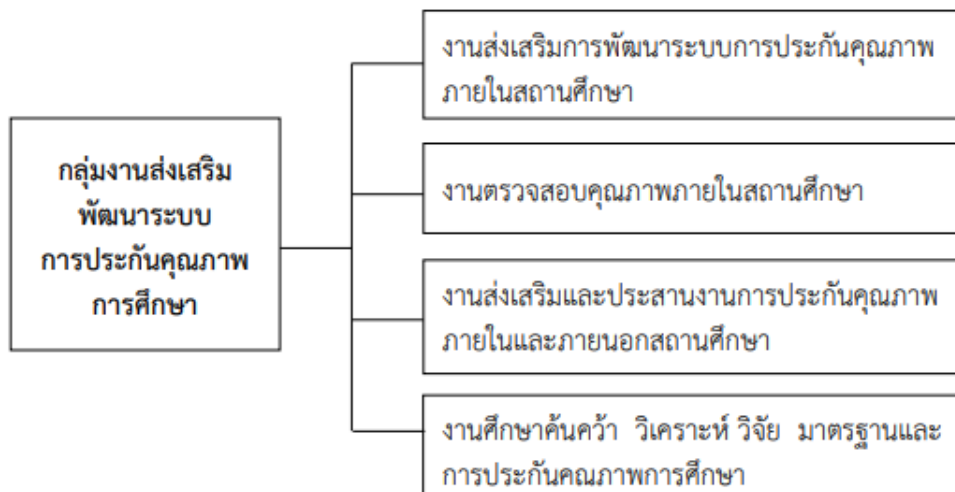 งานส่งเสริมการพัฒนาระบบการประกันคุณภาพ
ภายในสถานศึกษา
กลุ่มงานส่งเสริม
พัฒนาระบบ
การประกันคุณภาพ
การศึกษา
งานตรวจสอบคุณภาพภายในสถานศึกษา
งานส่งเสริมและประสานงานการประกันคุณภาพ
ภายในและภายนอกสถานศึกษา
งานศึกษาค้นคว้า วิเคราะห์ วิจัย มาตรฐานและ
การประกันคุณภาพการศึกษา